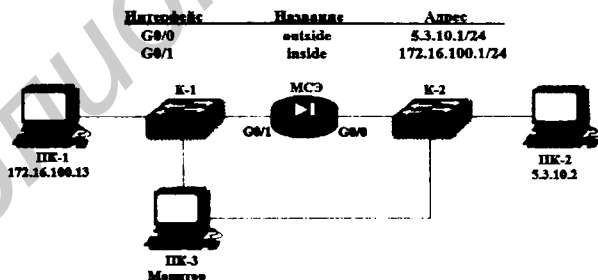 Интерфейс Название Адрес
G0/0 outside 5.3.10.1/24
G0/1 inside 172.16.100.1/24
К-1 МСЭ К-2
G0/1 G0/0
ПК-1
172.16.100.13
ПК-2
5.3.10.2
ПК-3
Монитор